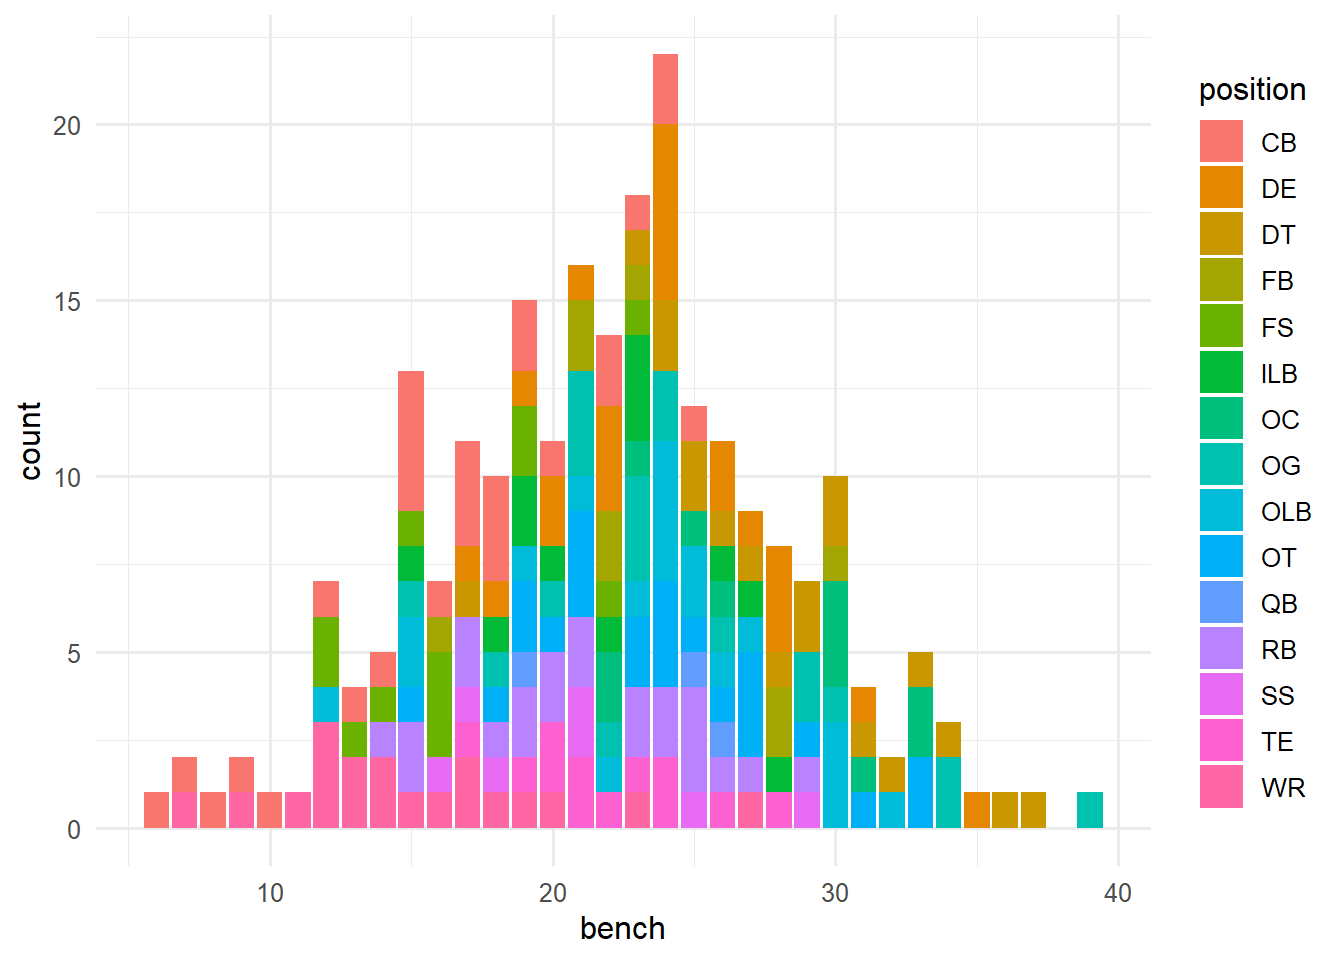 position
CB
DE
DT
FB
FS
ILB
OC
OG
OLB
OT
QB
RB
SS
TE
WR
count
20
15
10
5
0
10 20 30 40
bench